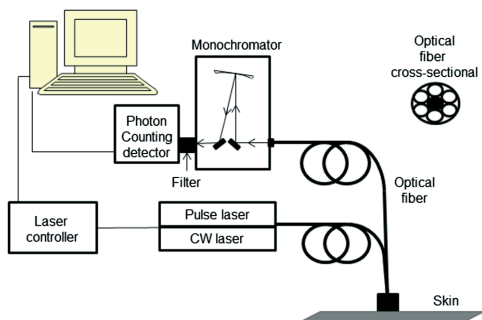 Monochromator
Optical
fiber
cross-sectional
Photon
Counting
detector
Filter
Optical
fiber
Laser
controller
Pulse laser
CW laser
Skin